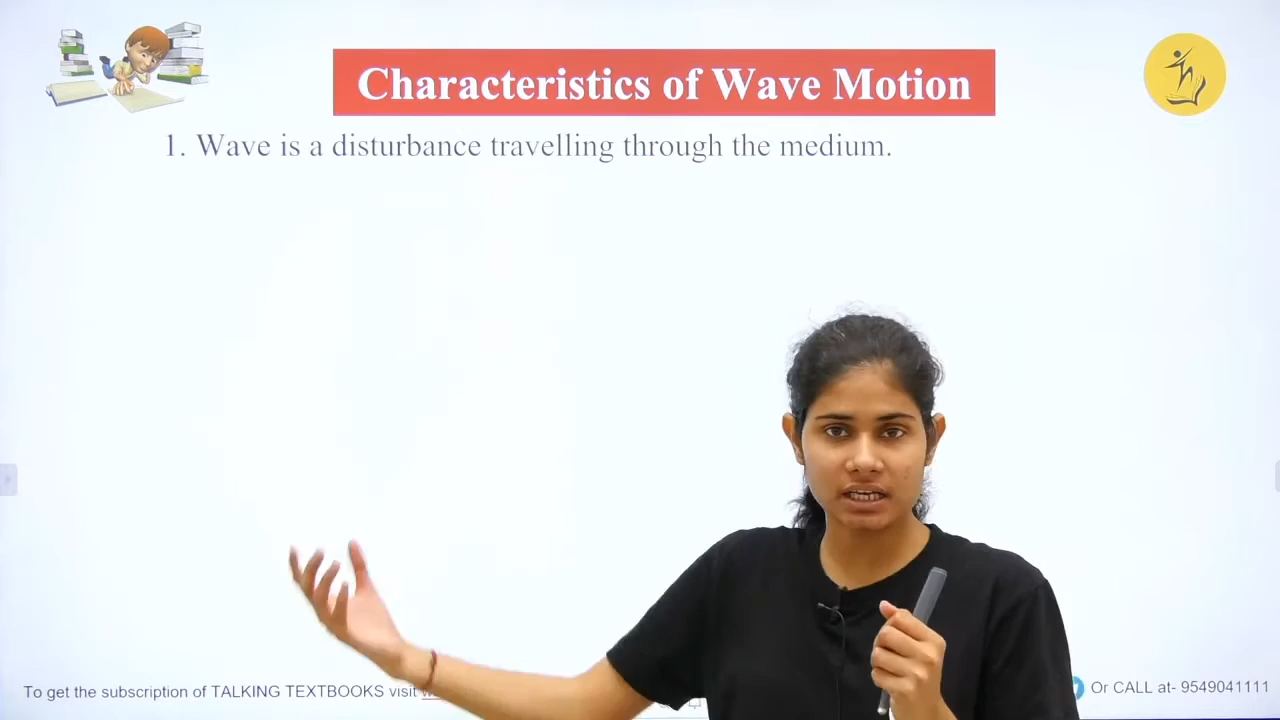 Characteristics of Wave Motion
1. Wave is a disturbance travelling through the medium.
To get the subscription of TALKING TEXTBOOKS visit
Or CALL at- 9549041111